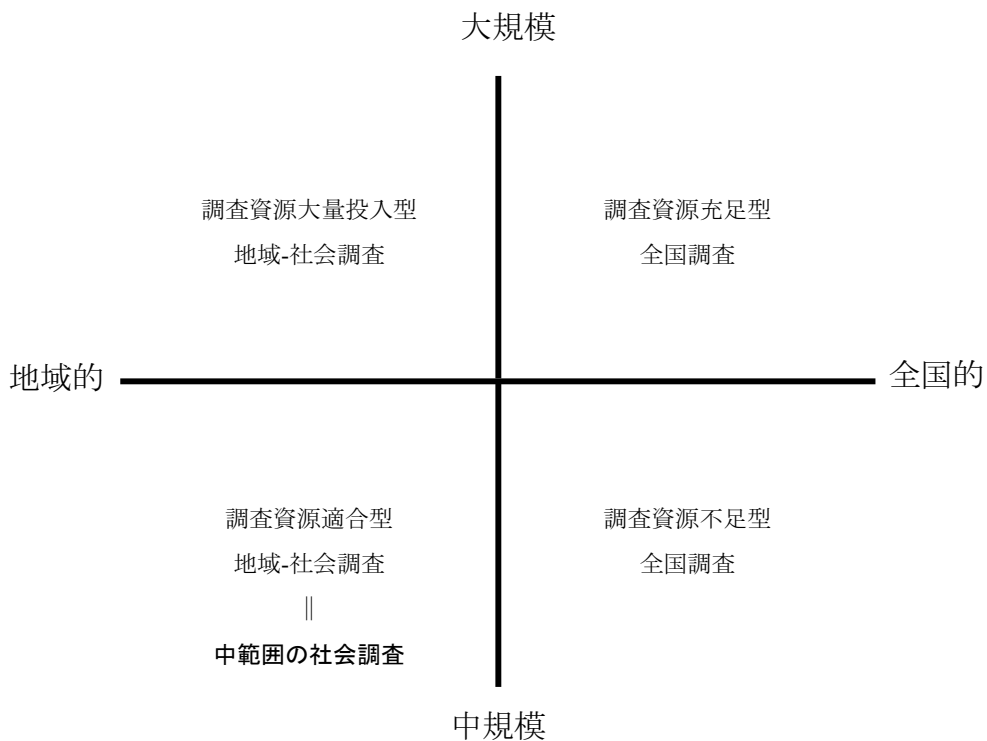 大規模
調査資源大量投入型
地域-社会調査
調査資源充足型
全国調査
地域的
全国的
調査資源適合型
地域-社会調査
||
中範囲の社会調査
調査資源不足型
全国調査
中規模